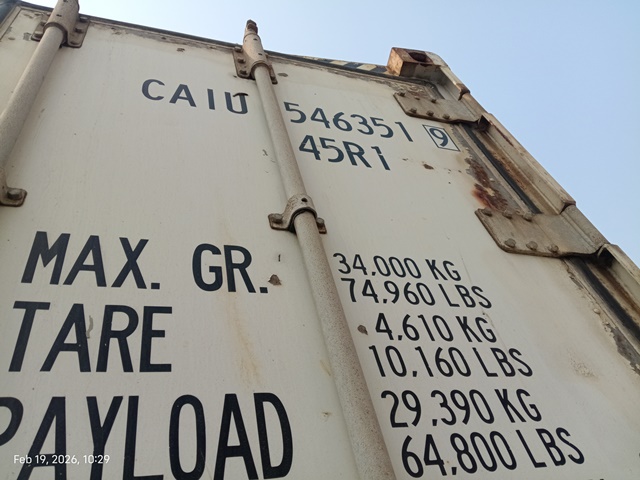 CAIU 546351 9
45R1
MAX. GR. 34,000 KG
74,960 LBS
TARE 4,610 KG
10,160 LBS
PAYLOAD 29,390 KG
64,800 LBS
Feb 19, 2026, 10:29